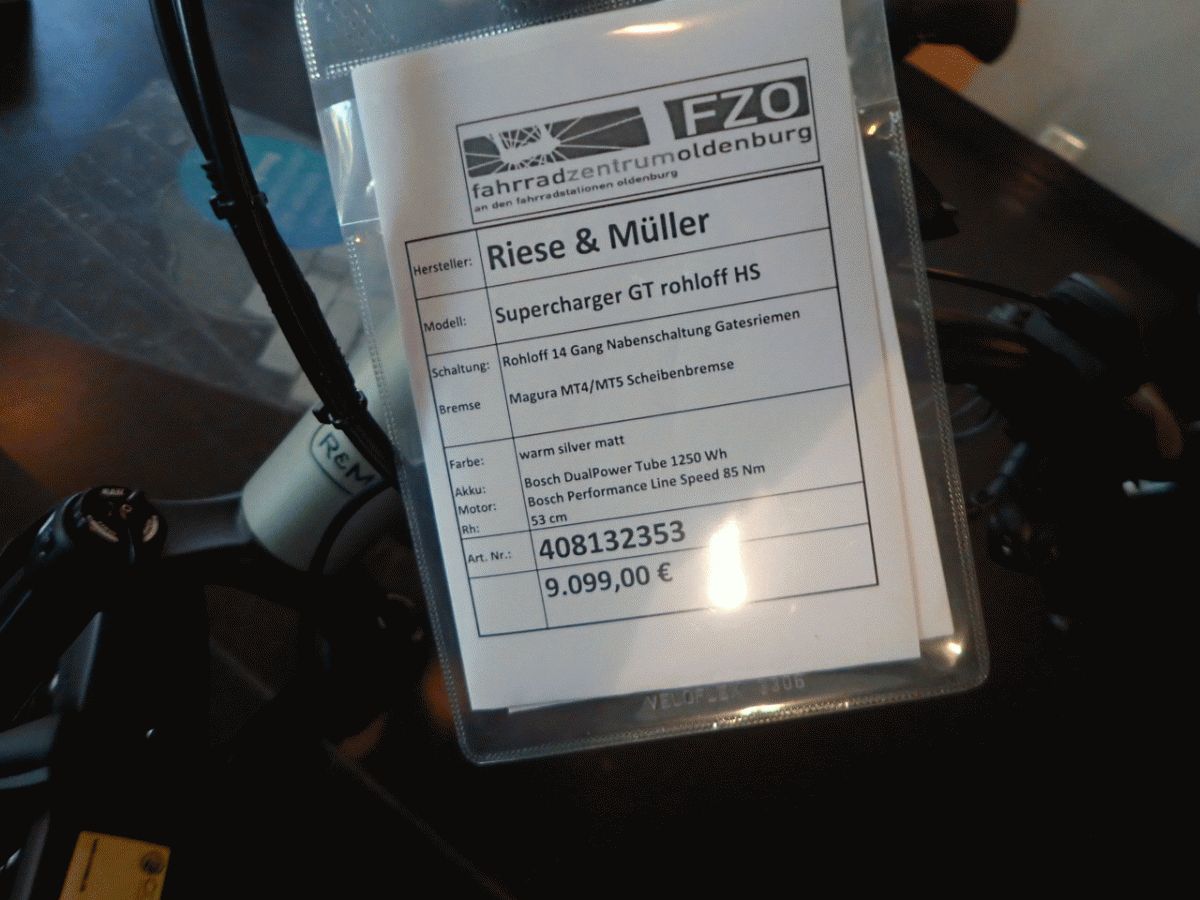 FZO
fahrradzentrumoldenburg
an den fahrradstationen oldenburg
Hersteller: Riese & Müller
Modell: Supercharger GT rohloff HS
Schaltung: Rohloff 14 Gang Nabenschaltung Gatesriemen
Bremse Magura MT4/MT5 Scheibenbremse
Farbe: warm silver matt
Akku: Bosch DualPower Tube 1250 Wh
Motor: Bosch Performance Line Speed 85 Nm
Rh: 53 cm
Art. Nr.: 408132353
9.099,00 €
R&M
VELOFLEX